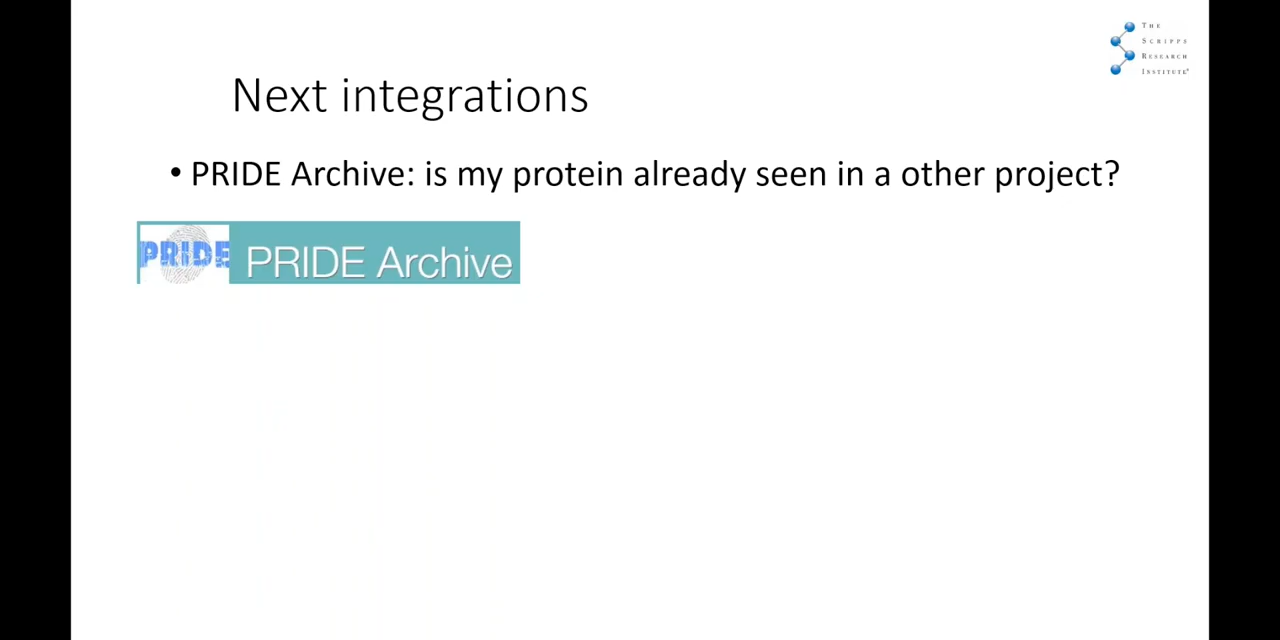 THE
SCRIPPS
RESEARCH
INSTITUTE®
Next integrations
• PRIDE Archive: is my protein already seen in a other project?
PRIDE PRIDE Archive